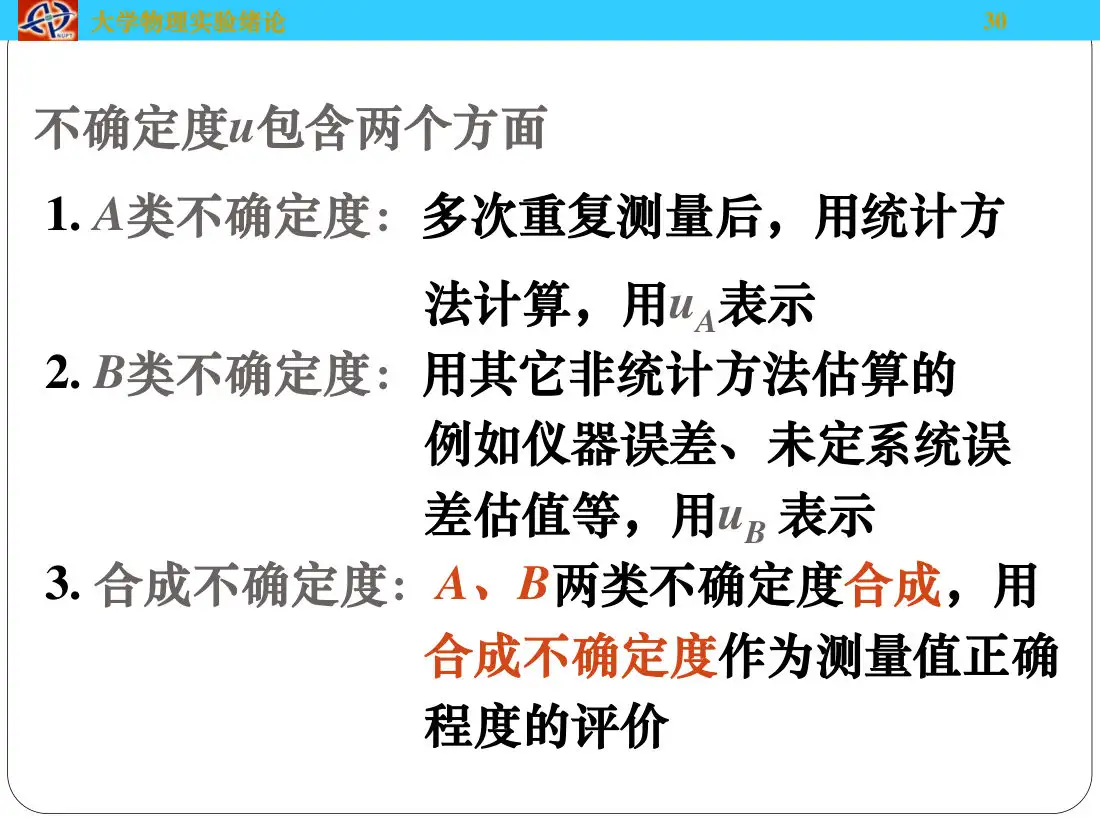 NUPT
大学物理实验绪论
30
不确定度u包含两个方面
1. A类不确定度：多次重复测量后，用统计方
法计算，用uA表示
2. B类不确定度：用其它非统计方法估算的
例如仪器误差、未定系统误
差估值等，用uB 表示
3. 合成不确定度：A、B两类不确定度合成，用
合成不确定度作为测量值正确
程度的评价